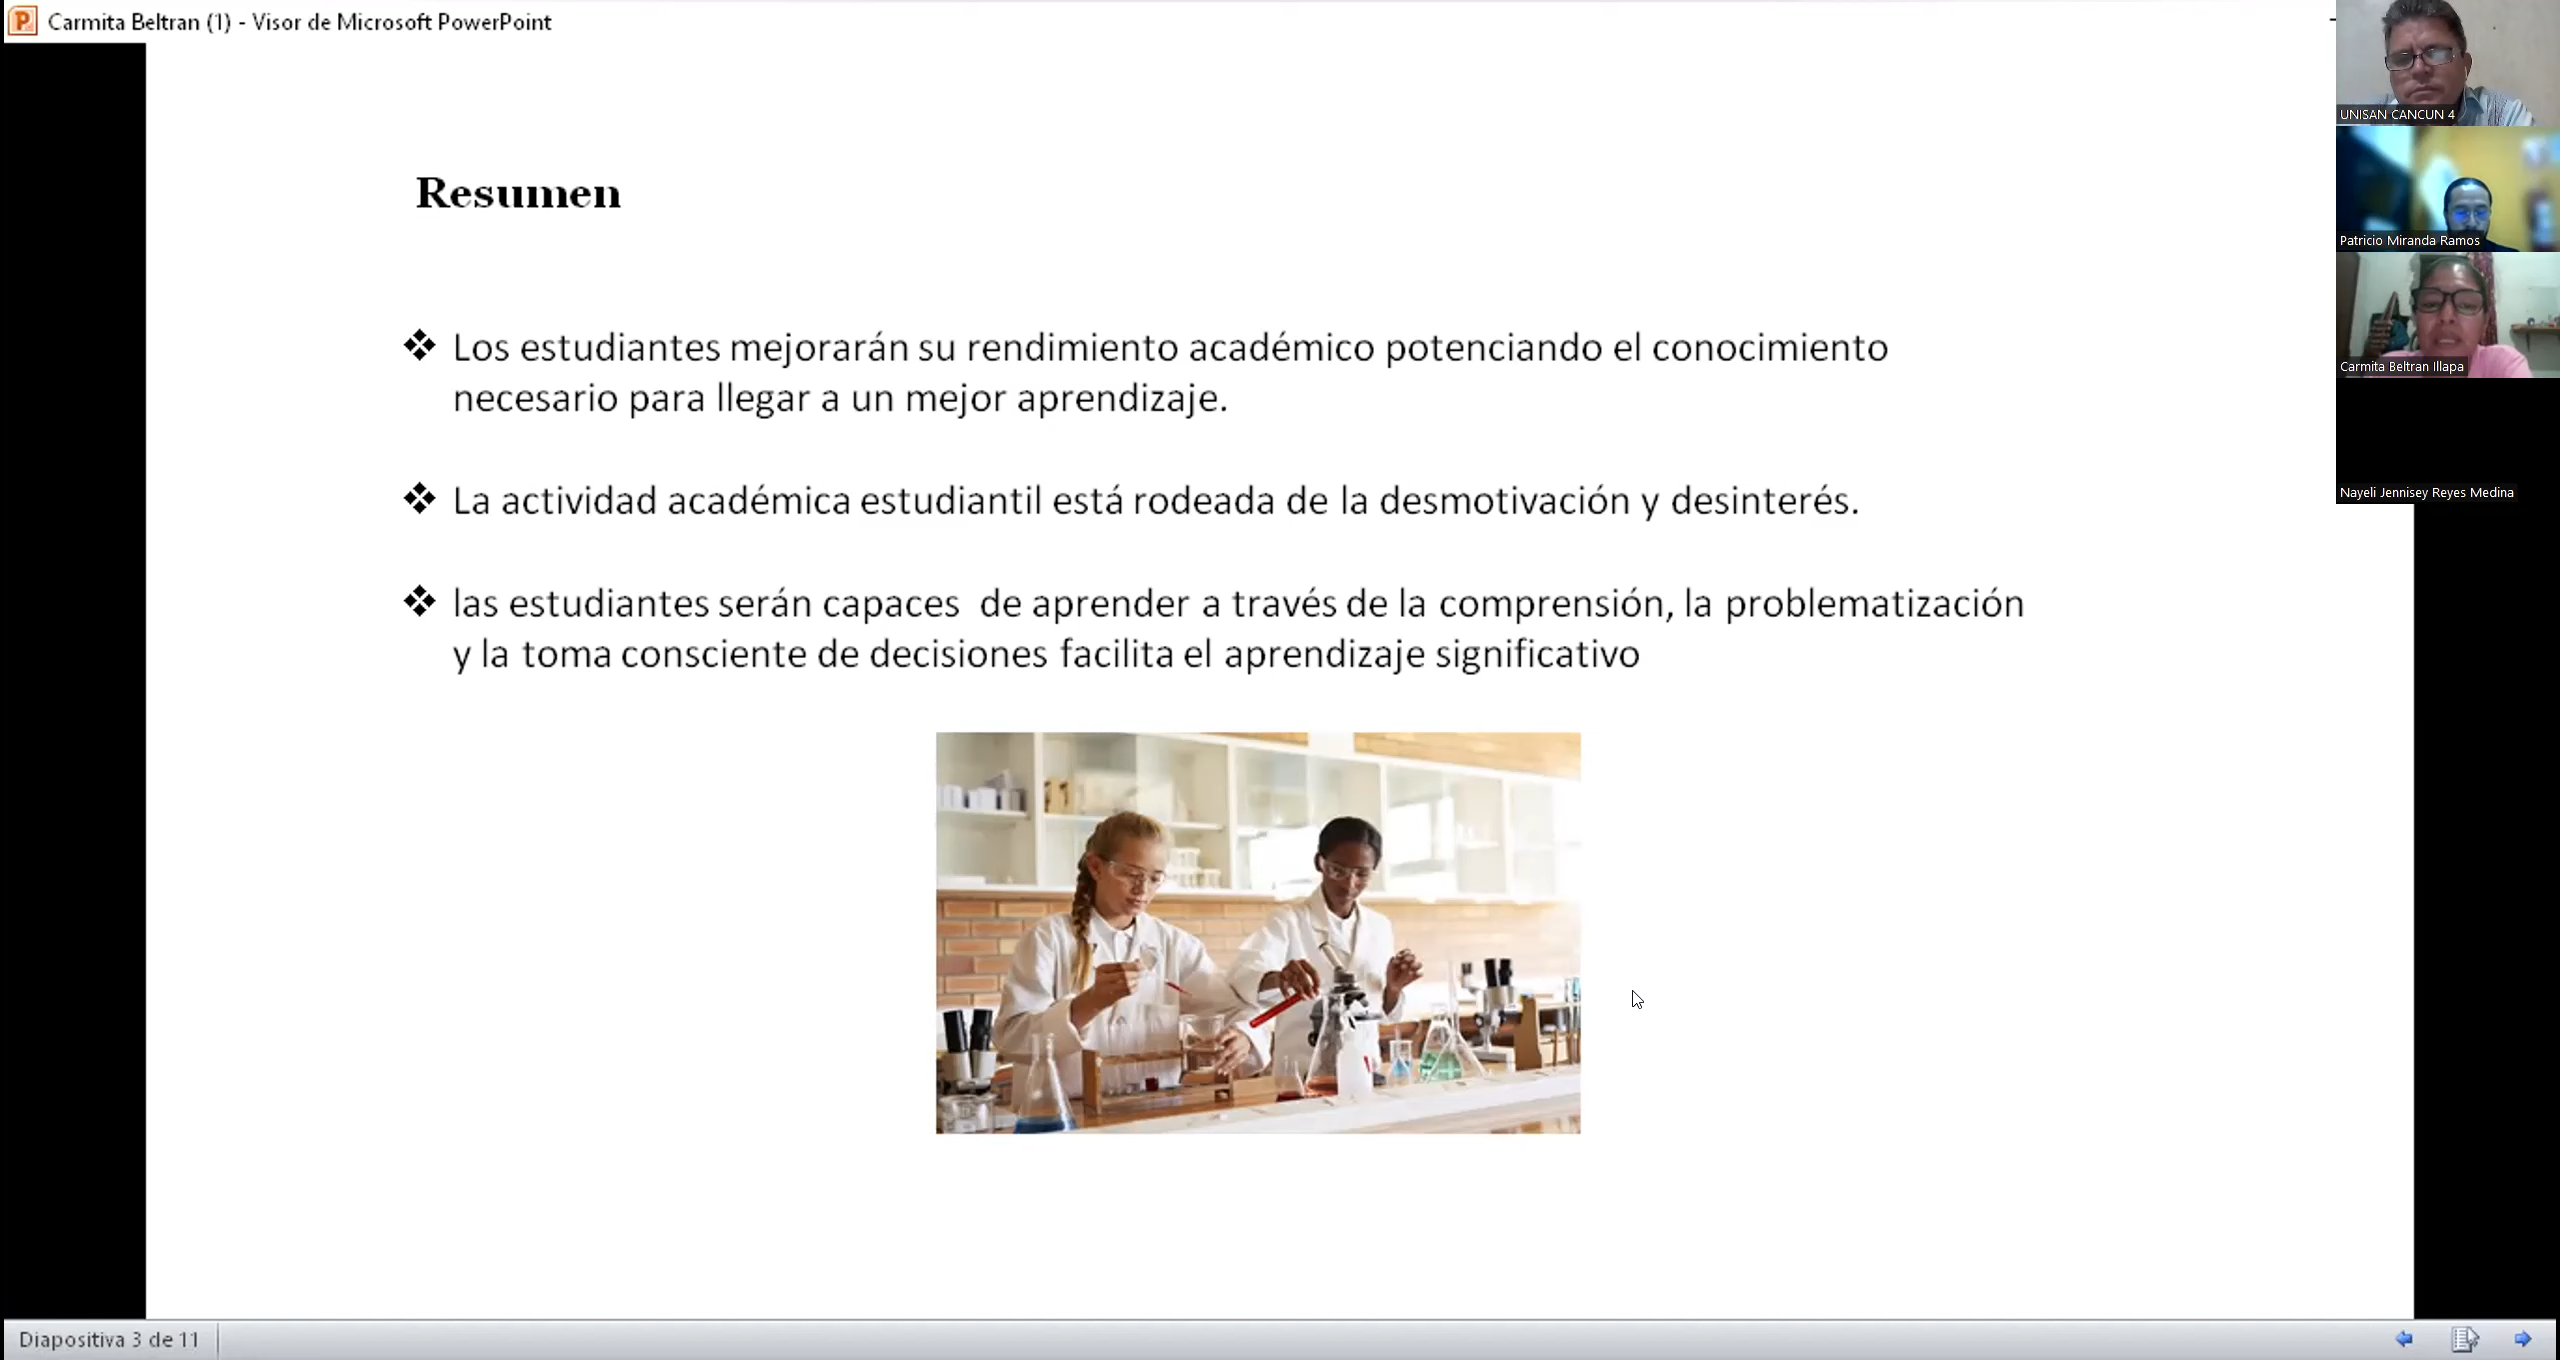 Carmita Beltran (1) - Visor de Microsoft PowerPoint
UNISAN CANCUN 4
Patricio Miranda Ramos
Carmita Beltran Illapa
Nayeli Jennisey Reyes Medina
Resumen
❖ Los estudiantes mejorarán su rendimiento académico potenciando el conocimiento
necesario para llegar a un mejor aprendizaje.
❖ La actividad académica estudiantil está rodeada de la desmotivación y desinterés.
❖ las estudiantes serán capaces  de aprender a través de la comprensión, la problematización
y la toma consciente de decisiones facilita el aprendizaje significativo
Diapositiva 3 de 11